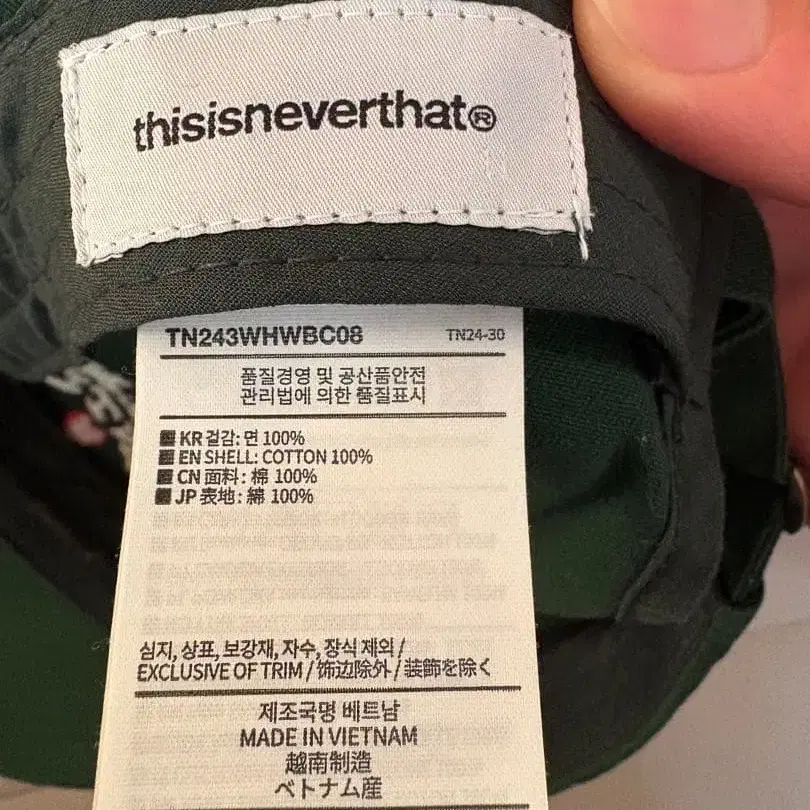 thisisneverthat®
TN243WHWBC08 TN24-30
품질경영 및 공산품안전
관리법에 의한 품질표시
KR 겉감: 면 100%
EN SHELL: COTTON 100%
CN 面料: 棉 100%
JP 表地: 綿 100%
심지, 상표, 보강재, 자수, 장식 제외 /
EXCLUSIVE OF TRIM / 饰边除外 / 装飾を除く
제조국명 베트남
MADE IN VIETNAM
越南制造
ベトナム産